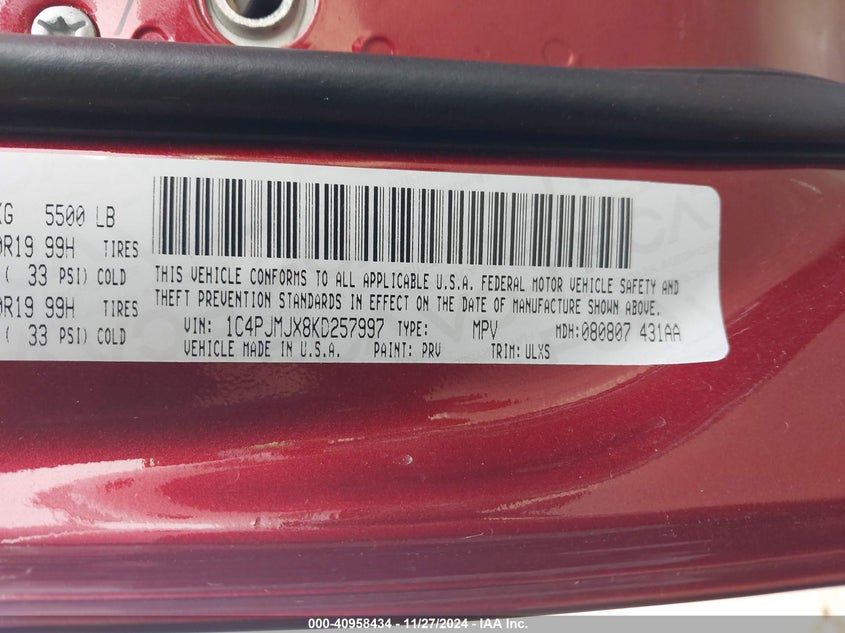 KG 5500 LB
R19 99H TIRES
( 33 PSI) COLD
R19 99H TIRES
( 33 PSI) COLD
THIS VEHICLE CONFORMS TO ALL APPLICABLE U.S.A. FEDERAL MOTOR VEHICLE SAFETY AND
THEFT PREVENTION STANDARDS IN EFFECT ON THE DATE OF MANUFACTURE SHOWN ABOVE.
VIN: 1C4PJMJX8KD257997 TYPE: MPV MDH:080807 431AA
VEHICLE MADE IN U.S.A. PAINT: PRV TRIM: ULXS
000-40958434 - 11/27/2024 - IAA Inc.